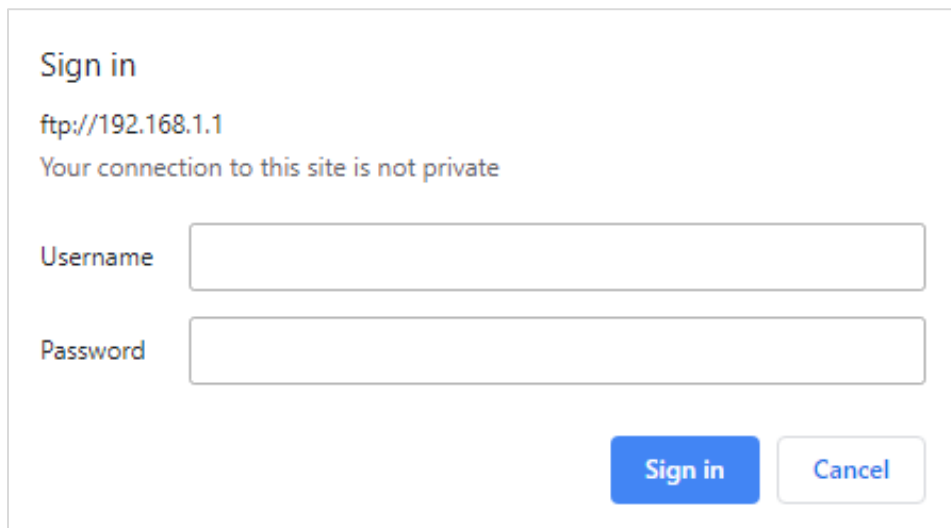 Sign in
ftp://192.168.1.1
Your connection to this site is not private
Username
Password
Sign in Cancel